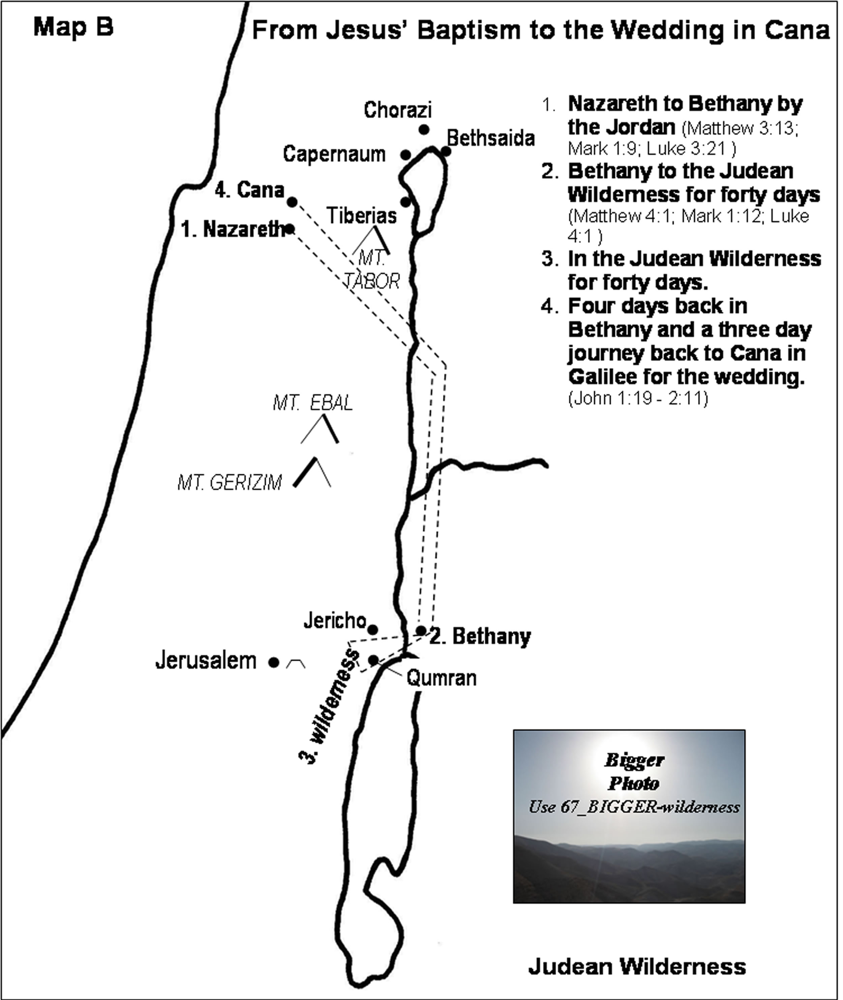 Map B
From Jesus’ Baptism to the Wedding in Cana
1. Nazareth to Bethany by
the Jordan (Matthew 3:13;
Mark 1:9; Luke 3:21 )
2. Bethany to the Judean
Wilderness for forty days
(Matthew 4:1; Mark 1:12; Luke
4:1 )
3. In the Judean Wilderness
for forty days.
4. Four days back in
Bethany and a three day
journey back to Cana in
Galilee for the wedding.
(John 1:19 - 2:11)
Chorazi
Bethsaida
Capernaum
4. Cana
Tiberias
1. Nazareth
MT.
TABOR
MT. EBAL
MT. GERIZIM
Jericho
2. Bethany
Jerusalem
Qumran
3. wilderness
Bigger
Photo
Use 67_BIGGER-wilderness
Judean Wilderness